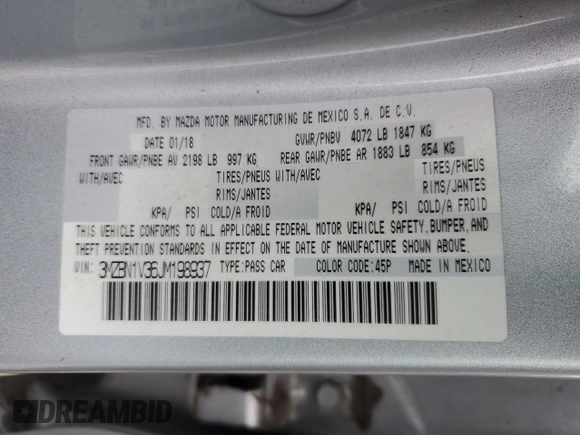 MFD. BY MAZDA MOTOR MANUFACTURING DE MEXICO S.A. DE C.V.
DATE 01/18 GVWR/PNBV 4072 LB 1847 KG
FRONT GAWR/PNBE AV 2198 LB 997 KG REAR GAWR/PNBE AR 1883 LB 854 KG
WITH/AVEC TIRES/PNEUS WITH/AVEC TIRES/PNEUS
RIMS/JANTES RIMS/JANTES
KPA/ PSI COLD/A FROID KPA/ PSI COLD/A FROID
THIS VEHICLE CONFORMS TO ALL APPLICABLE FEDERAL MOTOR VEHICLE SAFETY, BUMPER, AND
THEFT PREVENTION STANDARDS IN EFFECT ON THE DATE OF MANUFACTURE SHOWN ABOVE.
VIN: 3MZBN1V36JM198937 TYPE:PASS CAR COLOR CODE:45P MADE IN MEXICO
DREAMBID